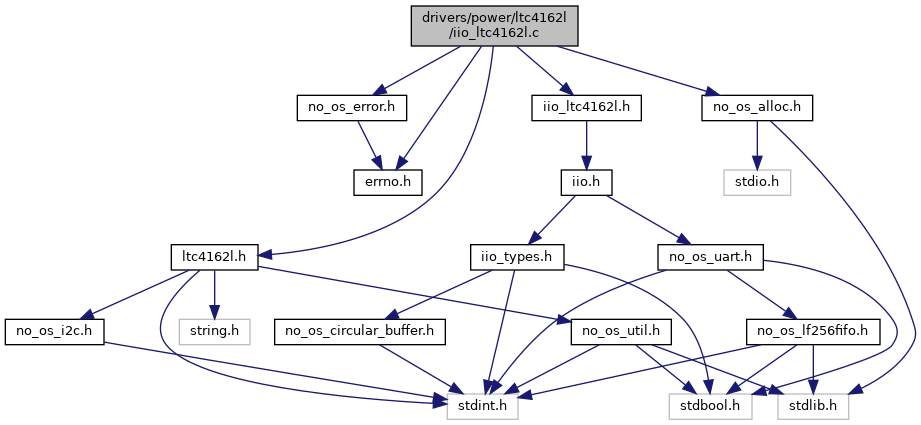 drivers/power/ltc4162l
/iio_ltc4162l.c
no_os_error.h
iio_ltc4162l.h
no_os_alloc.h
errno.h
iio.h
stdio.h
ltc4162l.h
iio_types.h
no_os_uart.h
no_os_i2c.h
string.h
no_os_circular_buffer.h
no_os_util.h
no_os_lf256fifo.h
stdint.h
stdbool.h
stdlib.h